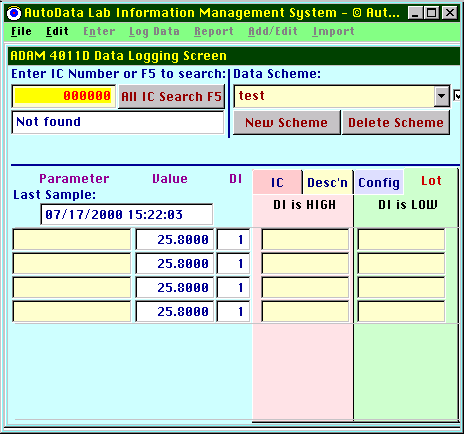 AutoData Lab Information Management System - © Aut...
File Edit Enter Log Data Report Add/Edit Import
ADAM 4011D Data Logging Screen
Enter IC Number or F5 to search: Data Scheme:
000000 All IC Search F5 test
Not found New Scheme Delete Scheme
Parameter Value DI IC Desc'n Config Lot
Last Sample: DI is HIGH DI is LOW
07/17/2000 15:22:03
25.8000 1
25.8000 1
25.8000 1
25.8000 1